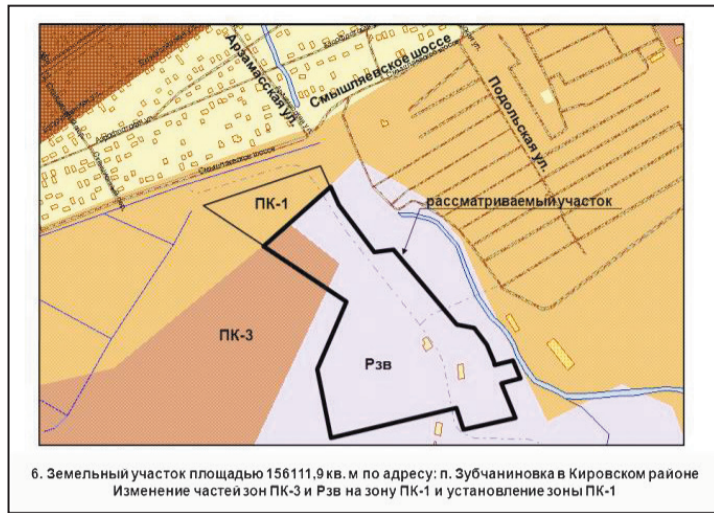 Арзамасская ул.
Смышляевское шоссе
Подольская ул.
Смышляевское шоссе
ПК-1
рассматриваемый участок
ПК-3
Рзв
6. Земельный участок площадью 156111,9 кв. м по адресу: п. Зубчаниновка в Кировском районе
Изменение частей зон ПК-3 и Рзв на зону ПК-1 и установление зоны ПК-1